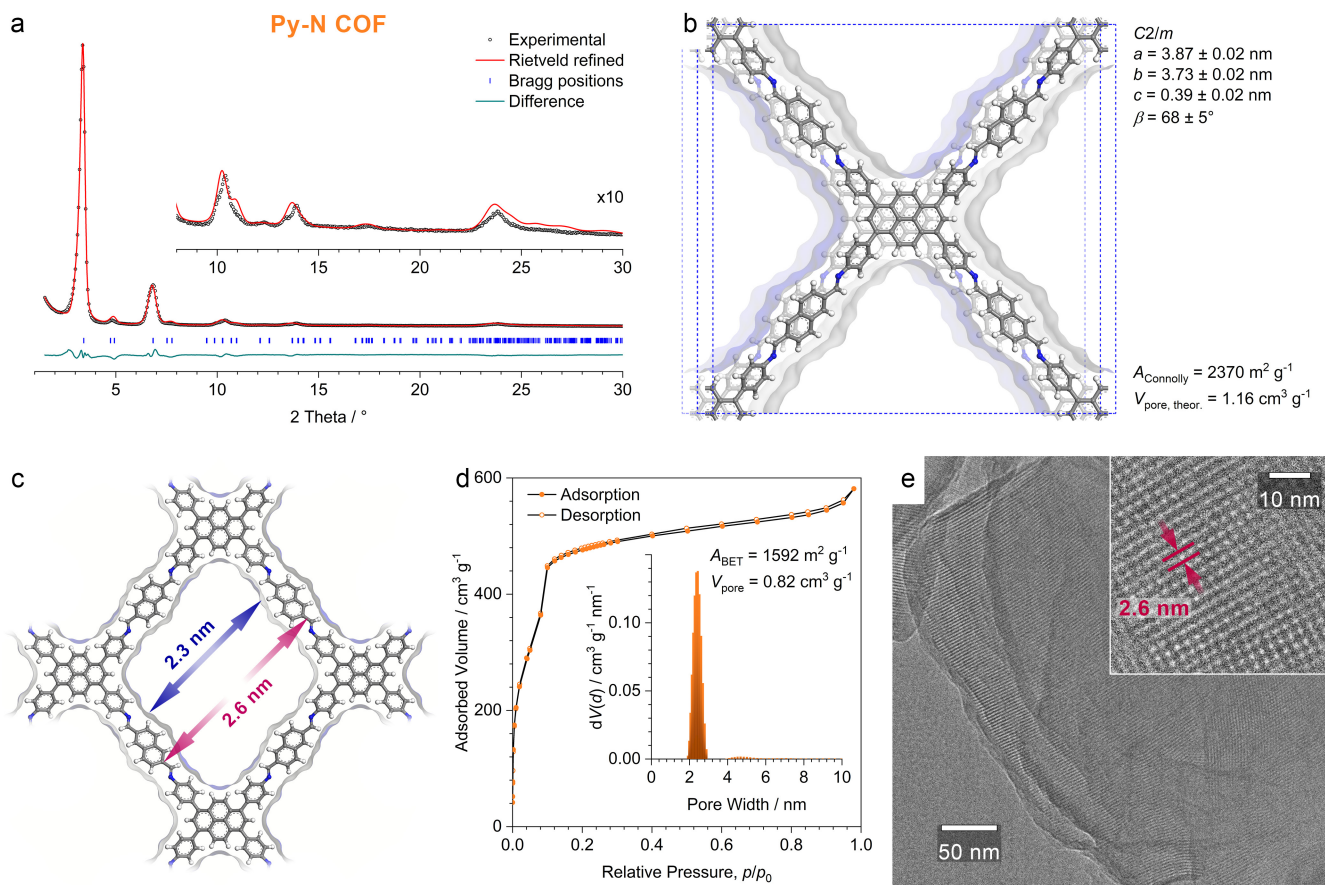 a
Py-N COF
Experimental
Rietveld refined
Bragg positions
Difference
x10
10 15 20 25 30
5 10 15 20 25 30
2 Theta / °
b
C2/m
a = 3.87 ± 0.02 nm
b = 3.73 ± 0.02 nm
c = 0.39 ± 0.02 nm
β = 68 ± 5°
A_Connolly = 2370 m² g⁻¹
V_pore, theor. = 1.16 cm³ g⁻¹
c
2.3 nm
2.6 nm
d
Adsorption
Desorption
A_BET = 1592 m² g⁻¹
V_pore = 0.82 cm³ g⁻¹
Adsorbed Volume / cm³ g⁻¹
600
400
200
0
0.0 0.2 0.4 0.6 0.8 1.0
Relative Pressure, p/p₀
dV(d) / cm³ g⁻¹ nm⁻¹
0.10
0.05
0.00
0 2 4 6 8 10
Pore Width / nm
e
10 nm
2.6 nm
50 nm